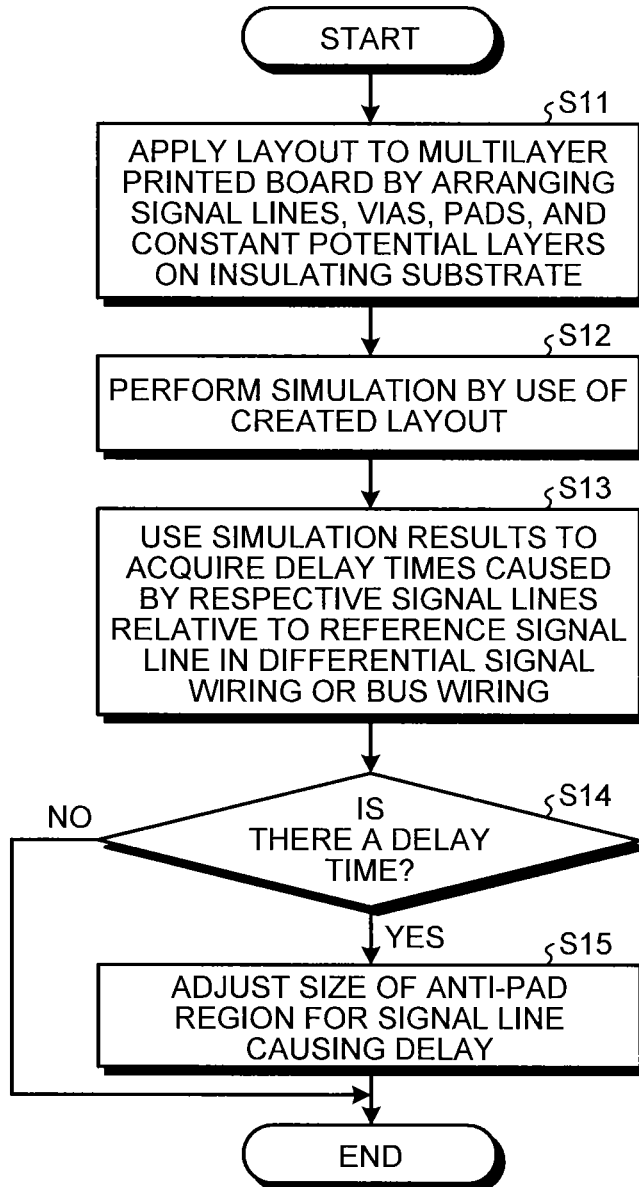 START
S11
APPLY LAYOUT TO MULTILAYER
PRINTED BOARD BY ARRANGING
SIGNAL LINES, VIAS, PADS, AND
CONSTANT POTENTIAL LAYERS
ON INSULATING SUBSTRATE
S12
PERFORM SIMULATION BY USE OF
CREATED LAYOUT
S13
USE SIMULATION RESULTS TO
ACQUIRE DELAY TIMES CAUSED
BY RESPECTIVE SIGNAL LINES
RELATIVE TO REFERENCE SIGNAL
LINE IN DIFFERENTIAL SIGNAL
WIRING OR BUS WIRING
S14
NO
IS
THERE A DELAY
TIME?
YES
S15
ADJUST SIZE OF ANTI-PAD
REGION FOR SIGNAL LINE
CAUSING DELAY
END